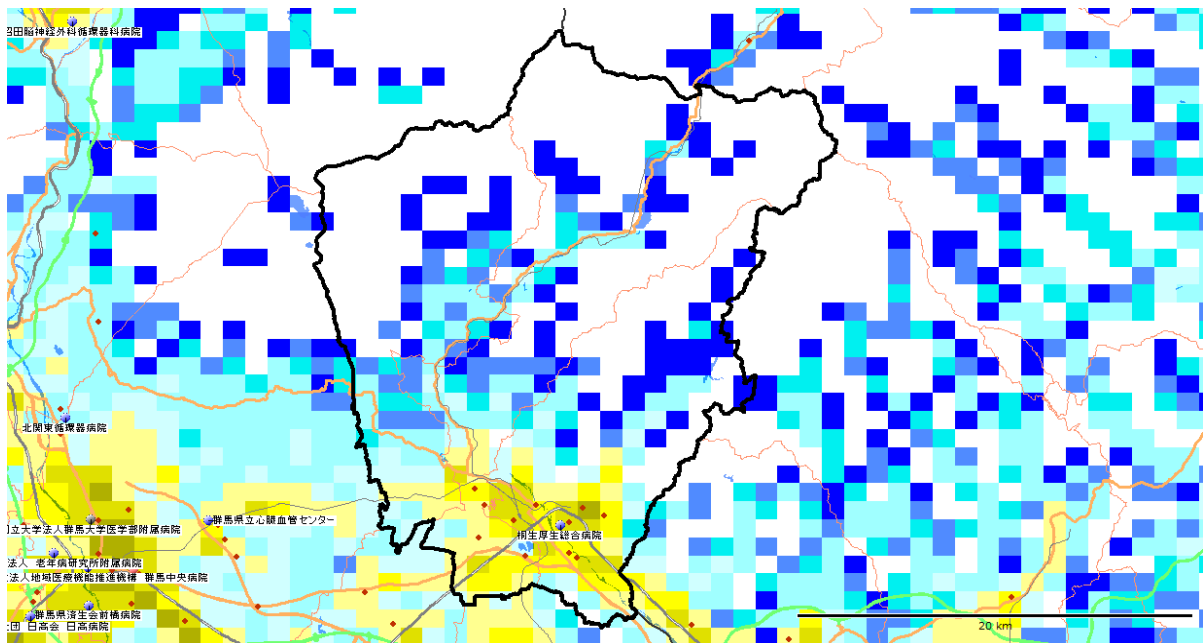 沼田脳神経外科循環器科病院
北関東循環器病院
群馬県立心臓血管センター
国立大学法人群馬大学医学部附属病院
桐生厚生総合病院
法人 老年病研究所附属病院
法人地域医療機能推進機構 群馬中央病院
群馬県済生会前橋病院
団 日高会 日高病院
20 km